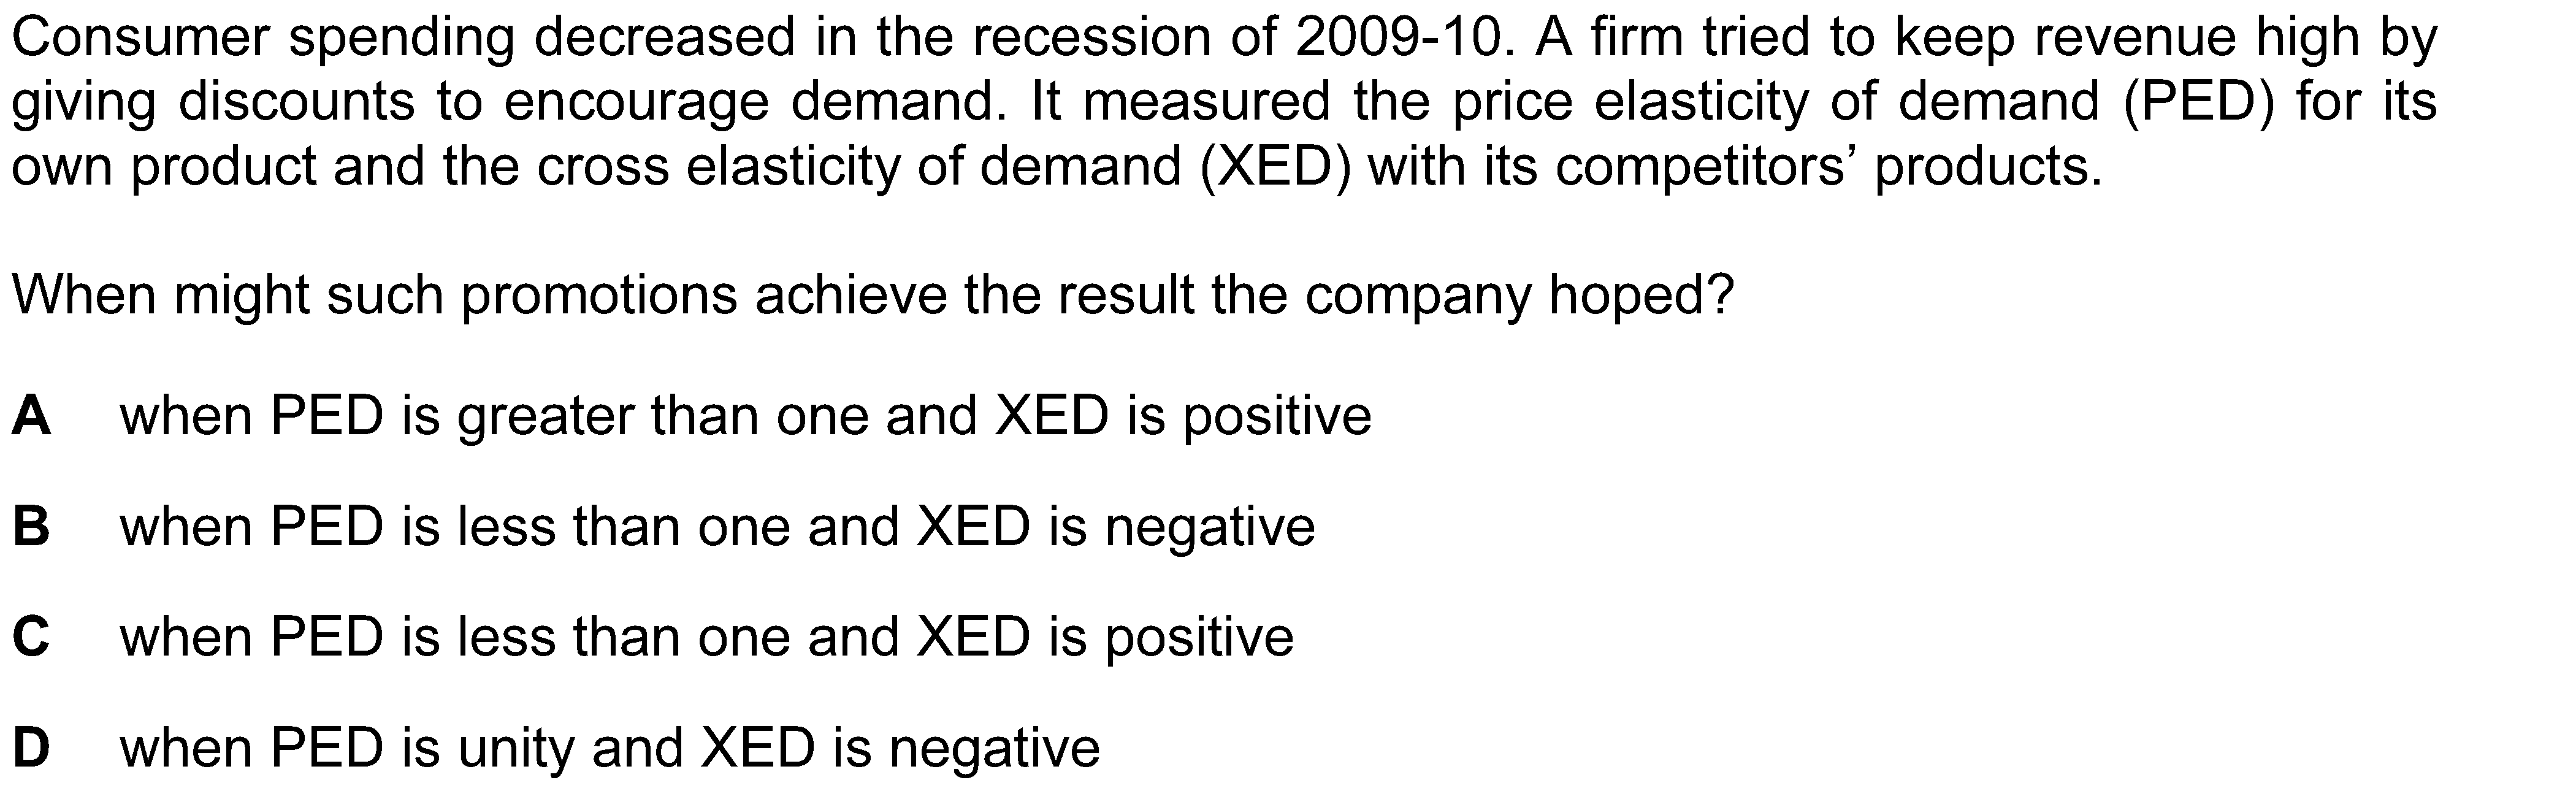 Consumer spending decreased in the recession of 2009-10. A firm tried to keep revenue high by
giving discounts to encourage demand. It measured the price elasticity of demand (PED) for its
own product and the cross elasticity of demand (XED) with its competitors’ products.
When might such promotions achieve the result the company hoped?
A when PED is greater than one and XED is positive
B when PED is less than one and XED is negative
C when PED is less than one and XED is positive
D when PED is unity and XED is negative